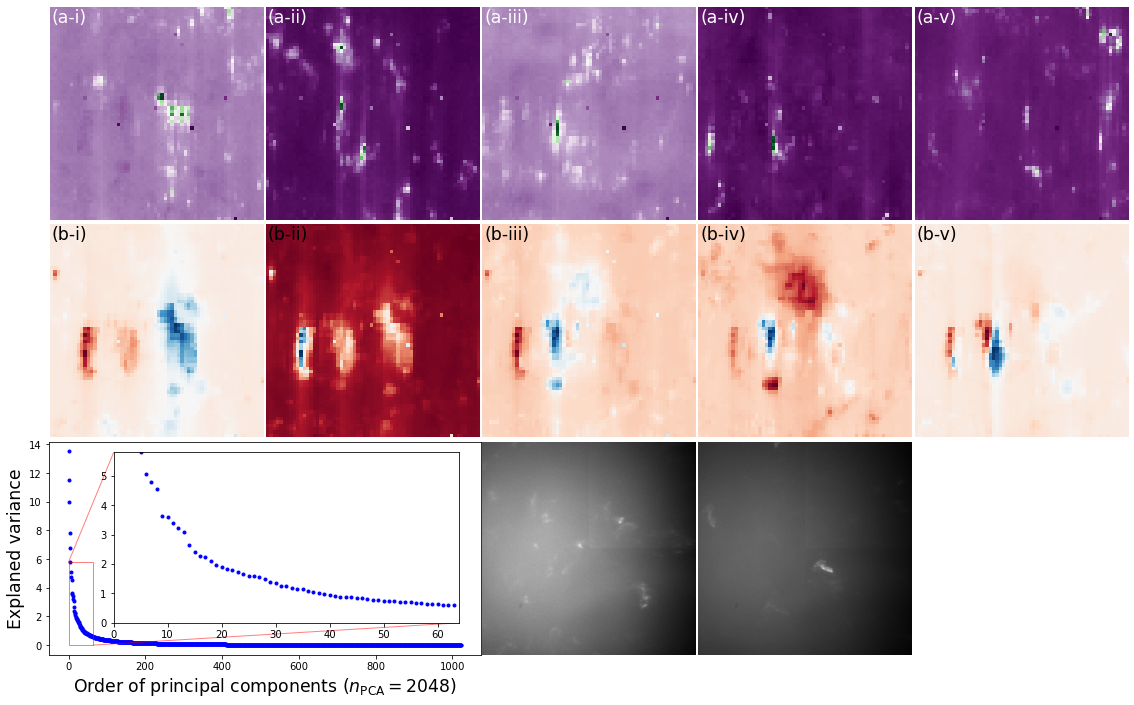 (a-i)
(a-ii)
(a-iii)
(a-iv)
(a-v)
(b-i)
(b-ii)
(b-iii)
(b-iv)
(b-v)
Explaned variance
14
12
10
8
6
4
2
0
5
4
3
2
1
0
0 10 20 30 40 50 60
0 200 400 600 800 1000
Order of principal components (n_PCA = 2048)